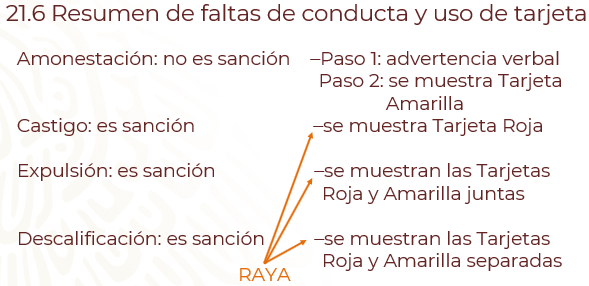 21.6 Resumen de faltas de conducta y uso de tarjeta
Amonestación: no es sanción –Paso 1: advertencia verbal
Paso 2: se muestra Tarjeta
Amarilla
Castigo: es sanción –se muestra Tarjeta Roja
Expulsión: es sanción –se muestran las Tarjetas
Roja y Amarilla juntas
Descalificación: es sanción –se muestran las Tarjetas
Roja y Amarilla separadas
RAYA